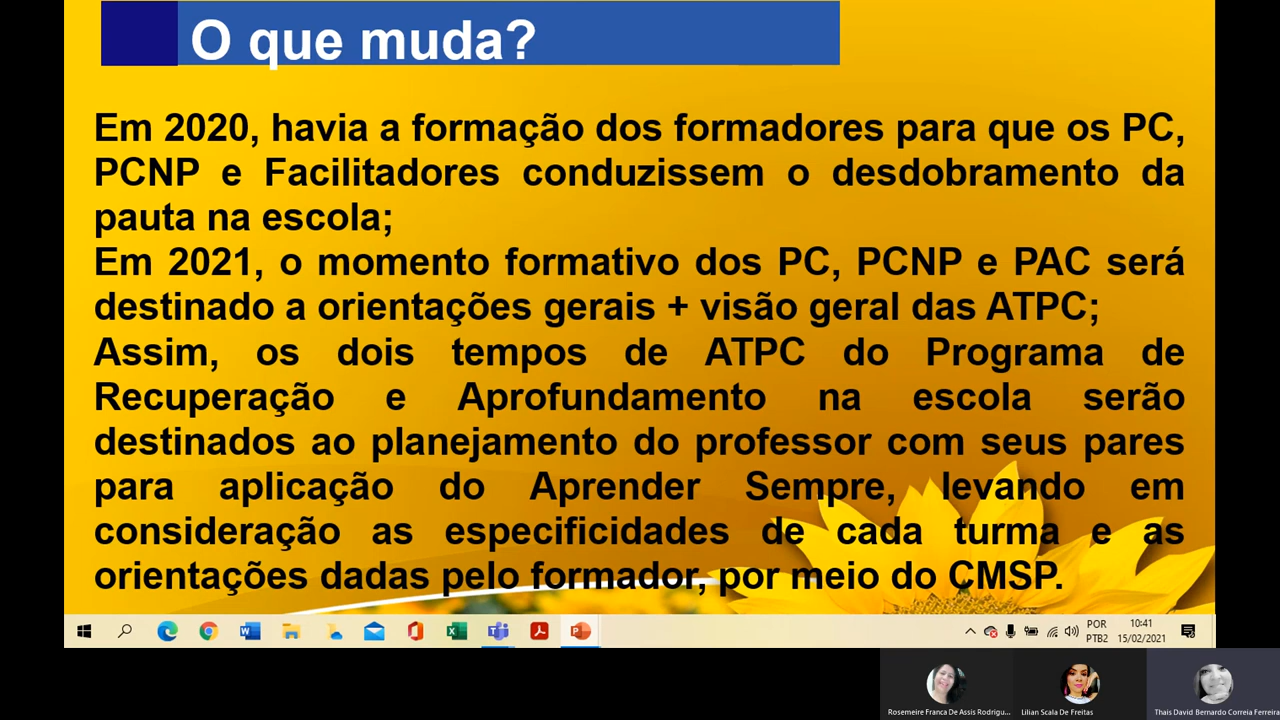 O que muda?
Em 2020, havia a formação dos formadores para que os PC,
PCNP e Facilitadores conduzissem o desdobramento da
pauta na escola;
Em 2021, o momento formativo dos PC, PCNP e PAC será
destinado a orientações gerais + visão geral das ATPC;
Assim, os dois tempos de ATPC do Programa de
Recuperação e Aprofundamento na escola serão
destinados ao planejamento do professor com seus pares
para aplicação do Aprender Sempre, levando em
consideração as especificidades de cada turma e as
orientações dadas pelo formador, por meio do CMSP.
POR
PTB2
10:41
15/02/2021
Rosemeire Franca De Assis Rodrigu...
Lilian Scala De Freitas
Thais David Bernardo Correia Ferreira